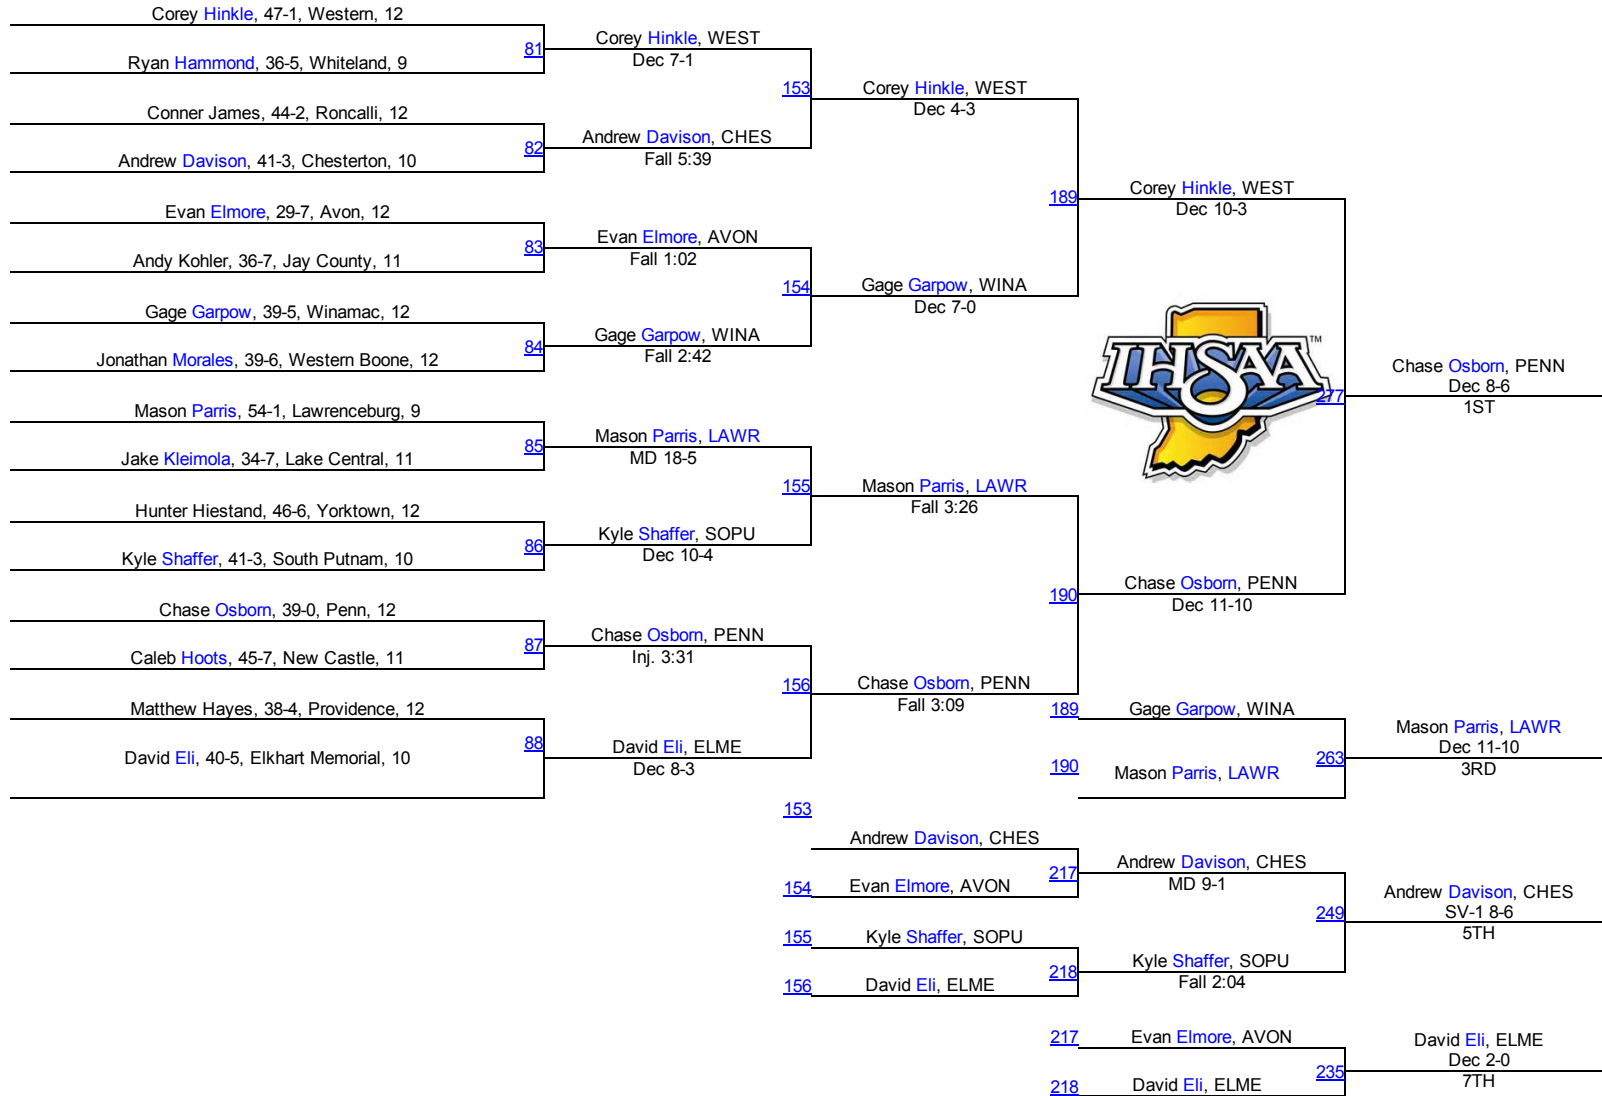 Corey Hinkle, 47-1, Western, 12
Ryan Hammond, 36-5, Whiteland, 9
81
Conner James, 44-2, Roncalli, 12
Andrew Davison, 41-3, Chesterton, 10
82
Evan Elmore, 29-7, Avon, 12
Andy Kohler, 36-7, Jay County, 11
83
Gage Garpow, 39-5, Winamac, 12
Jonathan Morales, 39-6, Western Boone, 12
84
Mason Parris, 54-1, Lawrenceburg, 9
Jake Kleimola, 34-7, Lake Central, 11
85
Hunter Hiestand, 46-6, Yorktown, 12
Kyle Shaffer, 41-3, South Putnam, 10
86
Chase Osborn, 39-0, Penn, 12
Caleb Hoots, 45-7, New Castle, 11
87
Matthew Hayes, 38-4, Providence, 12
David Eli, 40-5, Elkhart Memorial, 10
88
Corey Hinkle, WEST
Dec 7-1
153
Andrew Davison, CHES
Fall 5:39
Evan Elmore, AVON
Fall 1:02
154
Gage Garpow, WINA
Fall 2:42
Mason Parris, LAWR
MD 18-5
155
Kyle Shaffer, SOPU
Dec 10-4
Chase Osborn, PENN
Inj. 3:31
156
David Eli, ELME
Dec 8-3
Corey Hinkle, WEST
Dec 4-3
189
Gage Garpow, WINA
Dec 7-0
Mason Parris, LAWR
Fall 3:26
190
Chase Osborn, PENN
Fall 3:09
Corey Hinkle, WEST
Dec 10-3
IHSAA
TM
277
Chase Osborn, PENN
Dec 11-10
Chase Osborn, PENN
Dec 8-6
1ST
189
Gage Garpow, WINA
190
Mason Parris, LAWR
263
Mason Parris, LAWR
Dec 11-10
3RD
153
Andrew Davison, CHES
154
Evan Elmore, AVON
217
155
Kyle Shaffer, SOPU
156
David Eli, ELME
218
Andrew Davison, CHES
MD 9-1
249
Kyle Shaffer, SOPU
Fall 2:04
Andrew Davison, CHES
SV-1 8-6
5TH
217
Evan Elmore, AVON
218
David Eli, ELME
235
David Eli, ELME
Dec 2-0
7TH